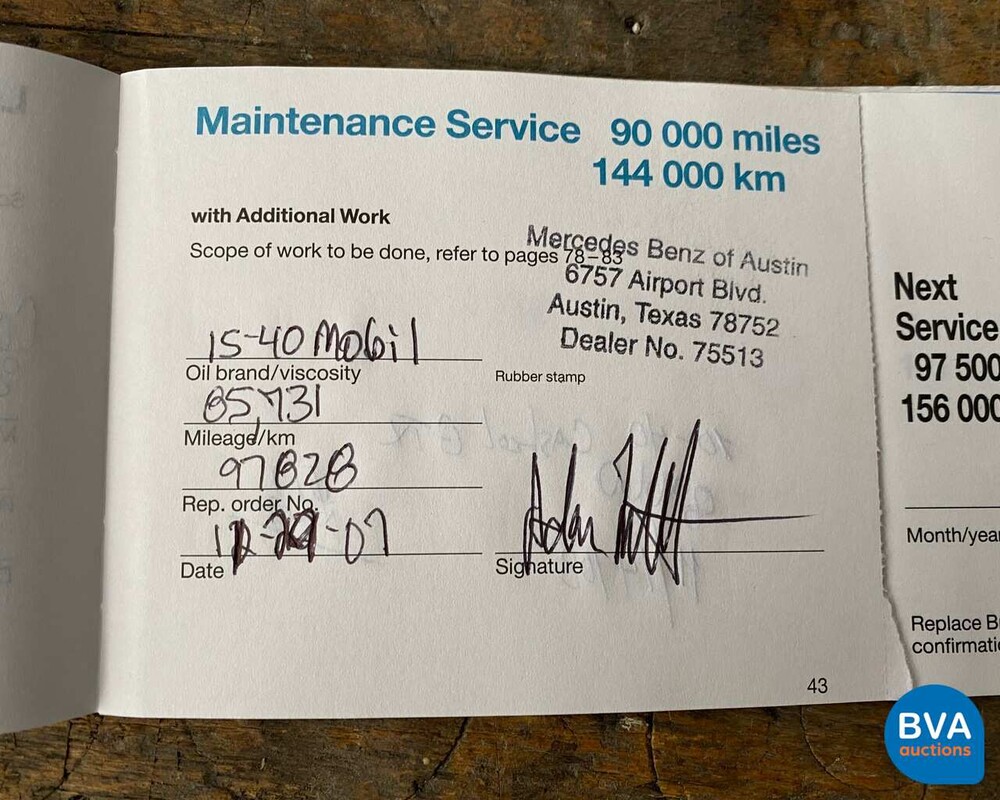 Maintenance Service 90 000 miles
144 000 km
with Additional Work
Scope of work to be done, refer to pages 78–83
Mercedes Benz of Austin
6757 Airport Blvd.
Austin, Texas 78752
Dealer No. 75513
Rubber stamp
15-40 Mobil
Oil brand/viscosity
85,731
Mileage/km
97828
Rep. order No.
-07
Date
Signature
43
Next
Service
97 500
156 000
Month/yea
Replace B
confirmati
BVA
auctions